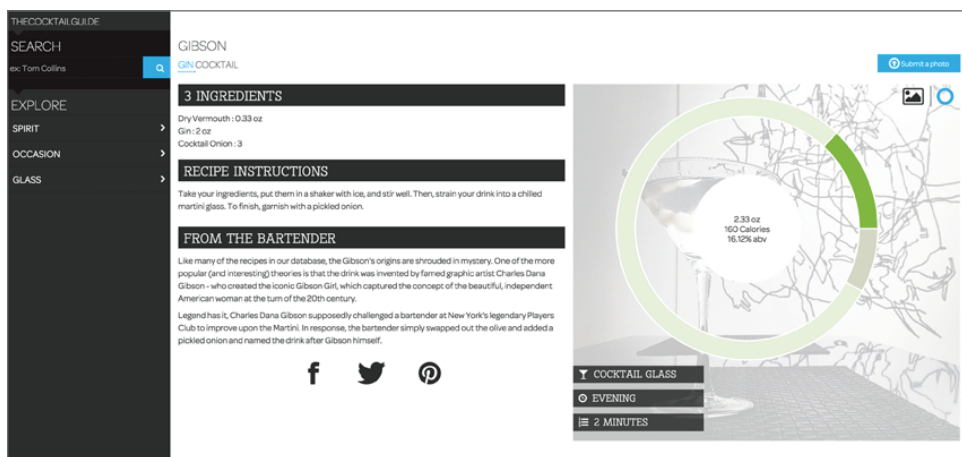 THECOCKTAILGUIDE
SEARCH
ex: Tom Collins
EXPLORE
SPIRIT
OCCASION
GLASS
GIBSON
GIN COCKTAIL
Submit a photo
3 INGREDIENTS
Dry Vermouth : 0.33 oz
Gin : 2 oz
Cocktail Onion : 3
RECIPE INSTRUCTIONS
Take your ingredients, put them in a shaker with ice, and stir well. Then, strain your drink into a chilled
martini glass. To finish, garnish with a pickled onion.
FROM THE BARTENDER
Like many of the recipes in our database, the Gibson's origins are shrouded in mystery. One of the more
popular (and interesting) theories is that the drink was invented by famed graphic artist Charles Dana
Gibson - who created the iconic Gibson Girl, which captured the concept of the beautiful, independent
American woman at the turn of the 20th century.
Legend has it, Charles Dana Gibson supposedly challenged a bartender at New York's legendary Players
Club to improve upon the Martini. In response, the bartender simply swapped out the olive and added a
pickled onion and named the drink after Gibson himself.
2.33 oz
160 Calories
16.12% abv
COCKTAIL GLASS
EVENING
2 MINUTES